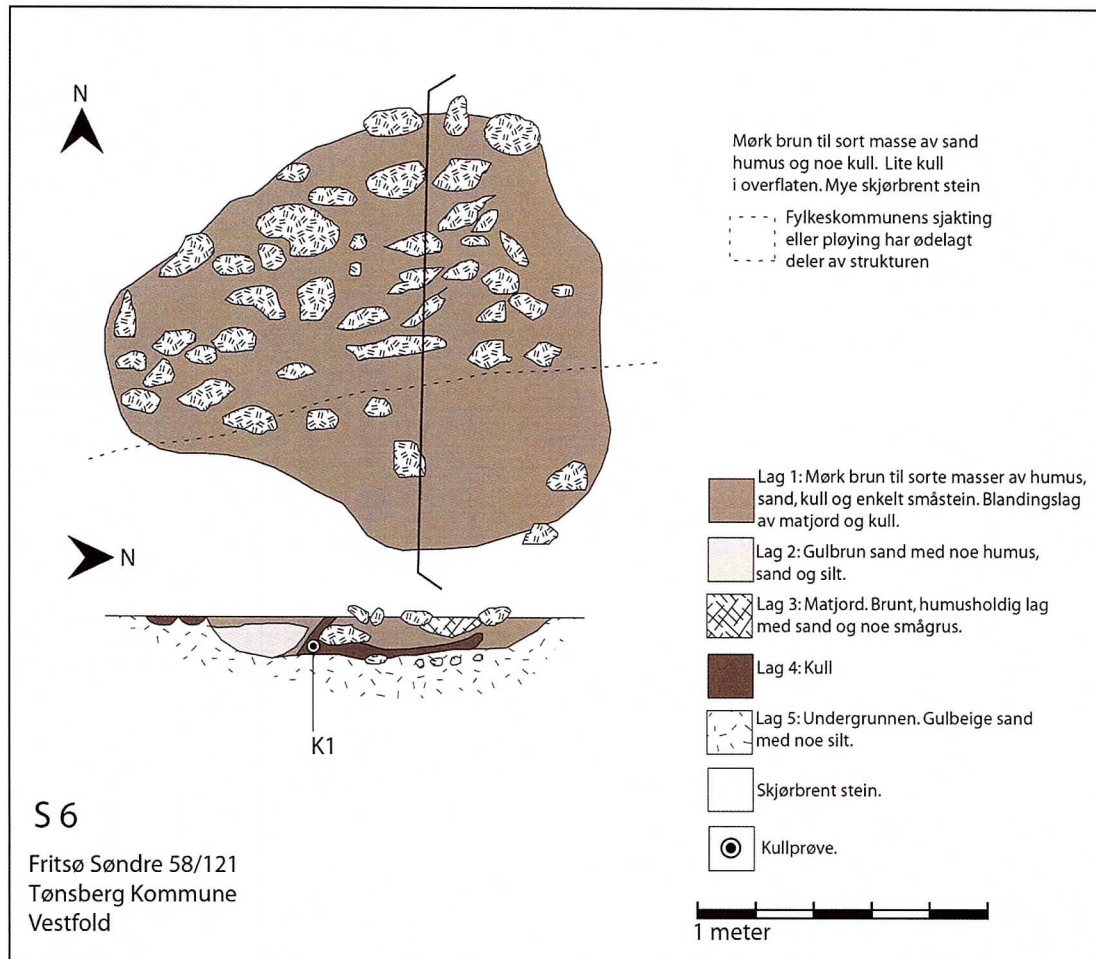 N
Mørk brun til sort masse av sand
humus og noe kull. Lite kull
i overflaten. Mye skjørbrent stein
Fylkeskommunens sjakting
eller pløying har ødelagt
deler av strukturen
N
K1
Lag 1: Mørk brun til sorte masser av humus,
sand, kull og enkelt småstein. Blandingslag
av matjord og kull.
Lag 2: Gulbrun sand med noe humus,
sand og silt.
Lag 3: Matjord. Brunt, humusholdig lag
med sand og noe smågrus.
Lag 4: Kull
Lag 5: Undergrunnen. Gulbeige sand
med noe silt.
Skjørbrent stein.
Kullprøve.
1 meter
S 6
Fritsø Søndre 58/121
Tønsberg Kommune
Vestfold